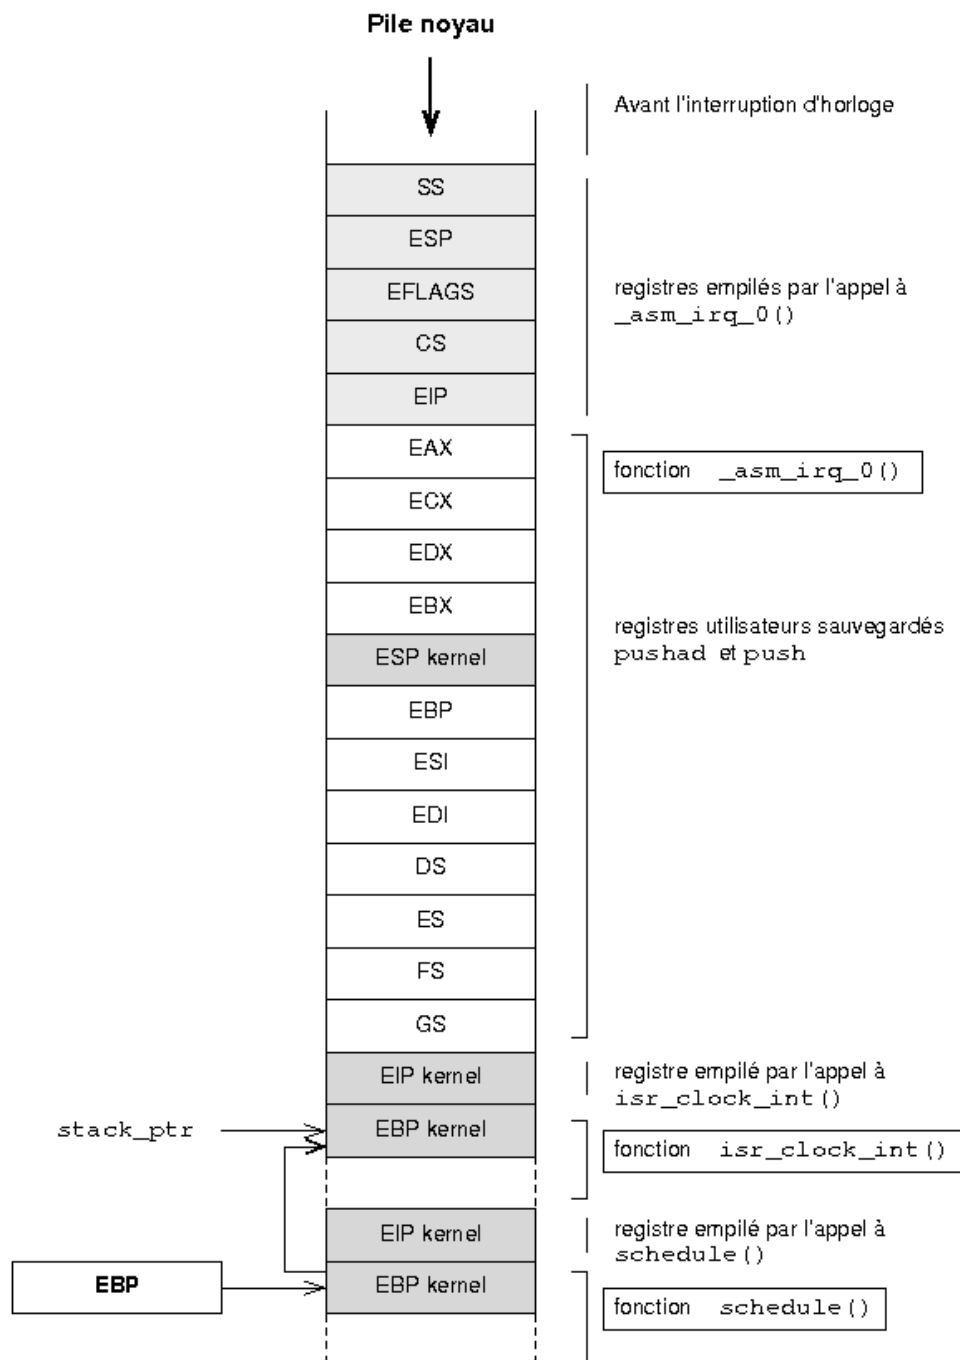 Pile noyau
Avant l'interruption d'horloge
SS
ESP
EFLAGS
registres empilés par l'appel à
_asm_irq_0()
CS
EIP
EAX
fonction _asm_irq_0()
ECX
EDX
EBX
registres utilisateurs sauvegardés
pushad et push
ESP kernel
EBP
ESI
EDI
DS
ES
FS
GS
EIP kernel
registre empilé par l'appel à
isr_clock_int()
stack_ptr
EBP kernel
fonction isr_clock_int()
EIP kernel
registre empilé par l'appel à
schedule()
EBP
EBP kernel
fonction schedule()